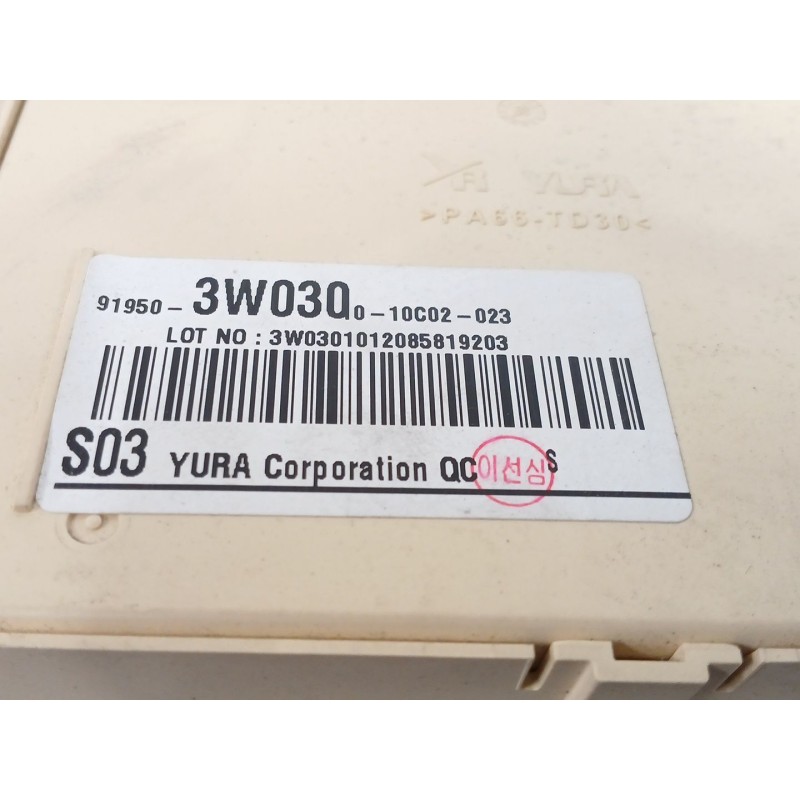 YURA
>PA66-TD30<
91950- 3W030 0-10C02-023
LOT NO : 3W0301012085819203
S03 YURA Corporation QC 이선심 S